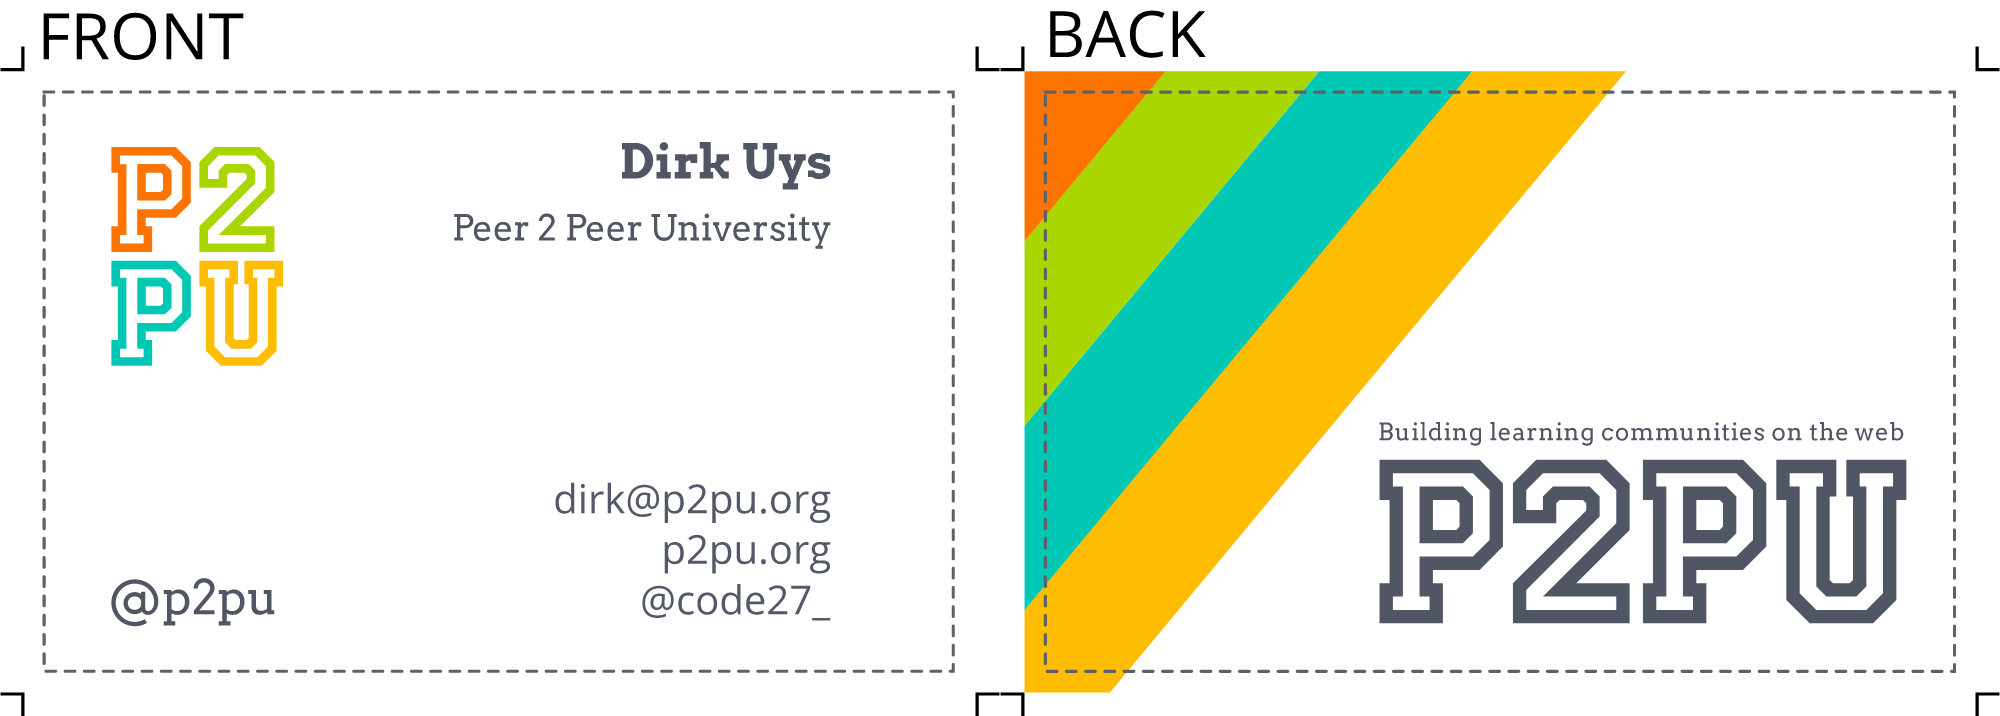 FRONT
P2
PU
Dirk Uys
Peer 2 Peer University
dirk@p2pu.org
p2pu.org
@code27_
@p2pu
BACK
Building learning communities on the web
P2PU